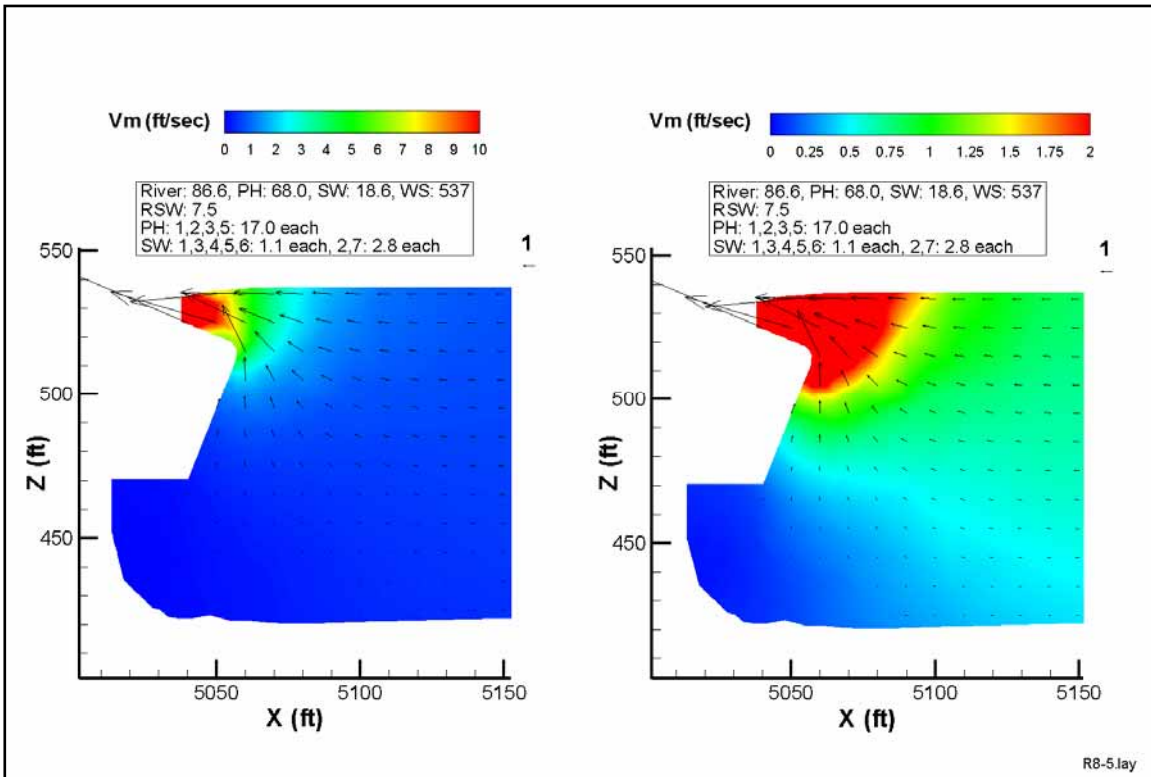 Vm (ft/sec)
0 1 2 3 4 5 6 7 8 9 10
River: 86.6, PH: 68.0, SW: 18.6, WS: 537
RSW: 7.5
PH: 1,2,3,5: 17.0 each
SW: 1,3,4,5,6: 1.1 each, 2,7: 2.8 each
1
550
500
450
Z (ft)
5050 5100 5150
X (ft)
Vm (ft/sec)
0 0.25 0.5 0.75 1 1.25 1.5 1.75 2
River: 86.6, PH: 68.0, SW: 18.6, WS: 537
RSW: 7.5
PH: 1,2,3,5: 17.0 each
SW: 1,3,4,5,6: 1.1 each, 2,7: 2.8 each
1
550
500
450
Z (ft)
5050 5100 5150
X (ft)
R8-5.lay